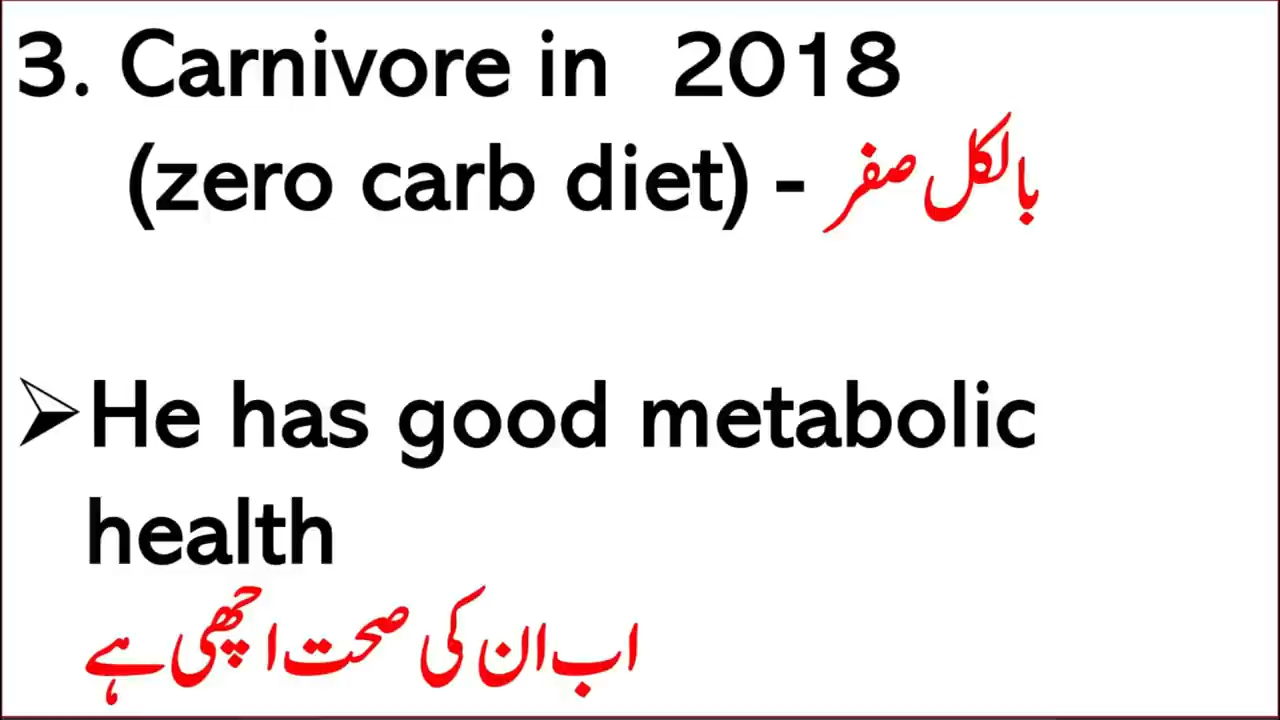 3. Carnivore in 2018
(zero carb diet) - بالکل صفر
➢He has good metabolic
health
اب ان کی صحت اچھی ہے